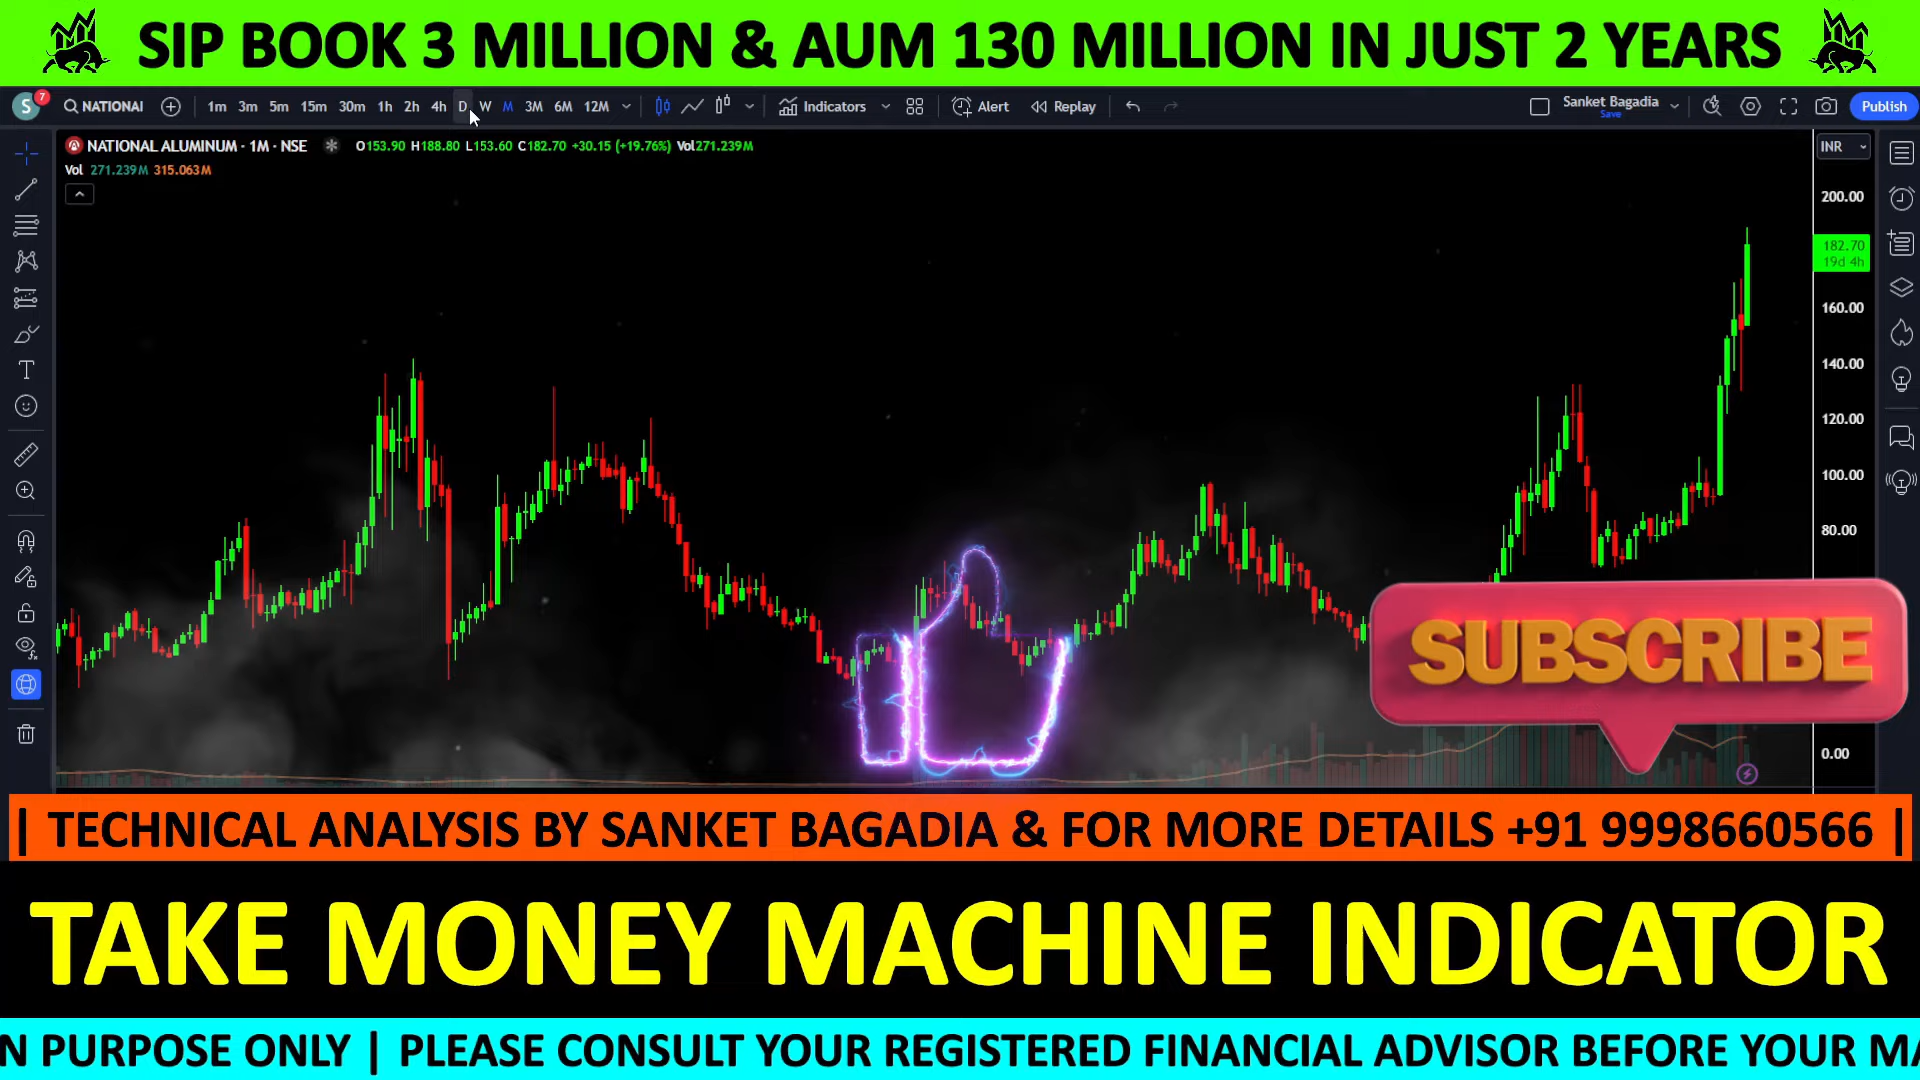 SIP BOOK 3 MILLION & AUM 130 MILLION IN JUST 2 YEARS
S 7 NATIONAI 1m 3m 5m 15m 30m 1h 2h 4h D W M 3M 6M 12M Indicators Alert Replay Sanket Bagadia Save Publish
NATIONAL ALUMINUM · 1M · NSE O153.90 H188.80 L153.60 C182.70 +30.15 (+19.76%) Vol271.239M INR
Vol 271.239M 315.063M
200.00
182.70
19d 4h
160.00
140.00
120.00
100.00
80.00
SUBSCRIBE
0.00
| TECHNICAL ANALYSIS BY SANKET BAGADIA & FOR MORE DETAILS +91 9998660566 |
TAKE MONEY MACHINE INDICATOR
N PURPOSE ONLY | PLEASE CONSULT YOUR REGISTERED FINANCIAL ADVISOR BEFORE YOUR MA